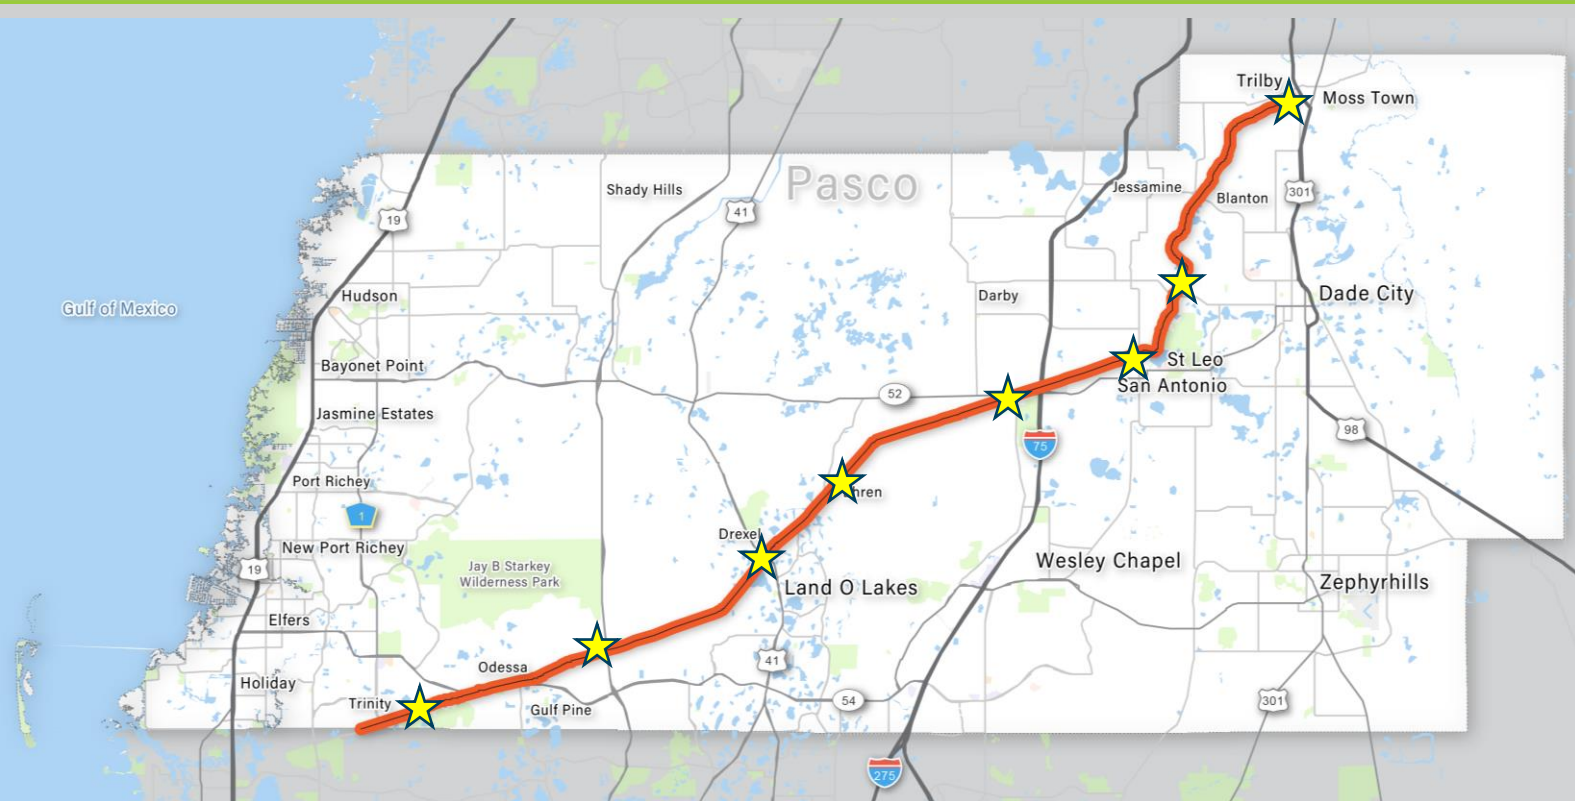 Trilby
Moss Town
Pasco
Shady Hills
Jessamine
Blanton
301
41
19
Gulf of Mexico
Hudson
Darby
Dade City
Bayonet Point
St Leo
San Antonio
52
Jasmine Estates
98
75
Port Richey
hren
1
Drexel
New Port Richey
Wesley Chapel
19
Jay B Starkey
Wilderness Park
Land O Lakes
Zephyrhills
Elfers
41
Odessa
Holiday
Trinity
Gulf Pine
54
301
275